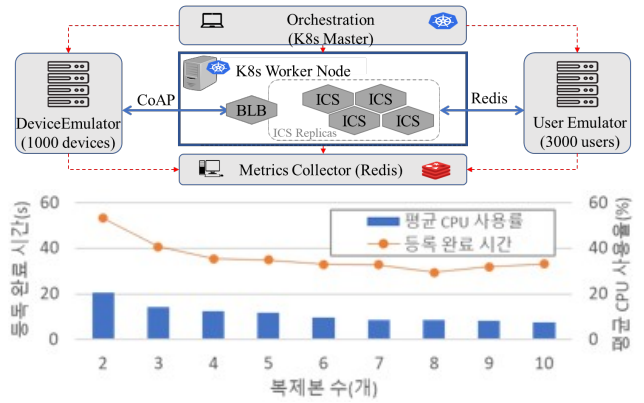 Orchestration
(K8s Master)
K8s Worker Node
CoAP
BLB
ICS
ICS
ICS
ICS
ICS Replicas
Redis
DeviceEmulator
(1000 devices)
User Emulator
(3000 users)
Metrics Collector (Redis)
등록 완료 시간(s)
60
40
20
0
평균 CPU 사용률
등록 완료 시간
60
40
20
0
평균 CPU 사용률(%)
2 3 4 5 6 7 8 9 10
복제본 수(개)